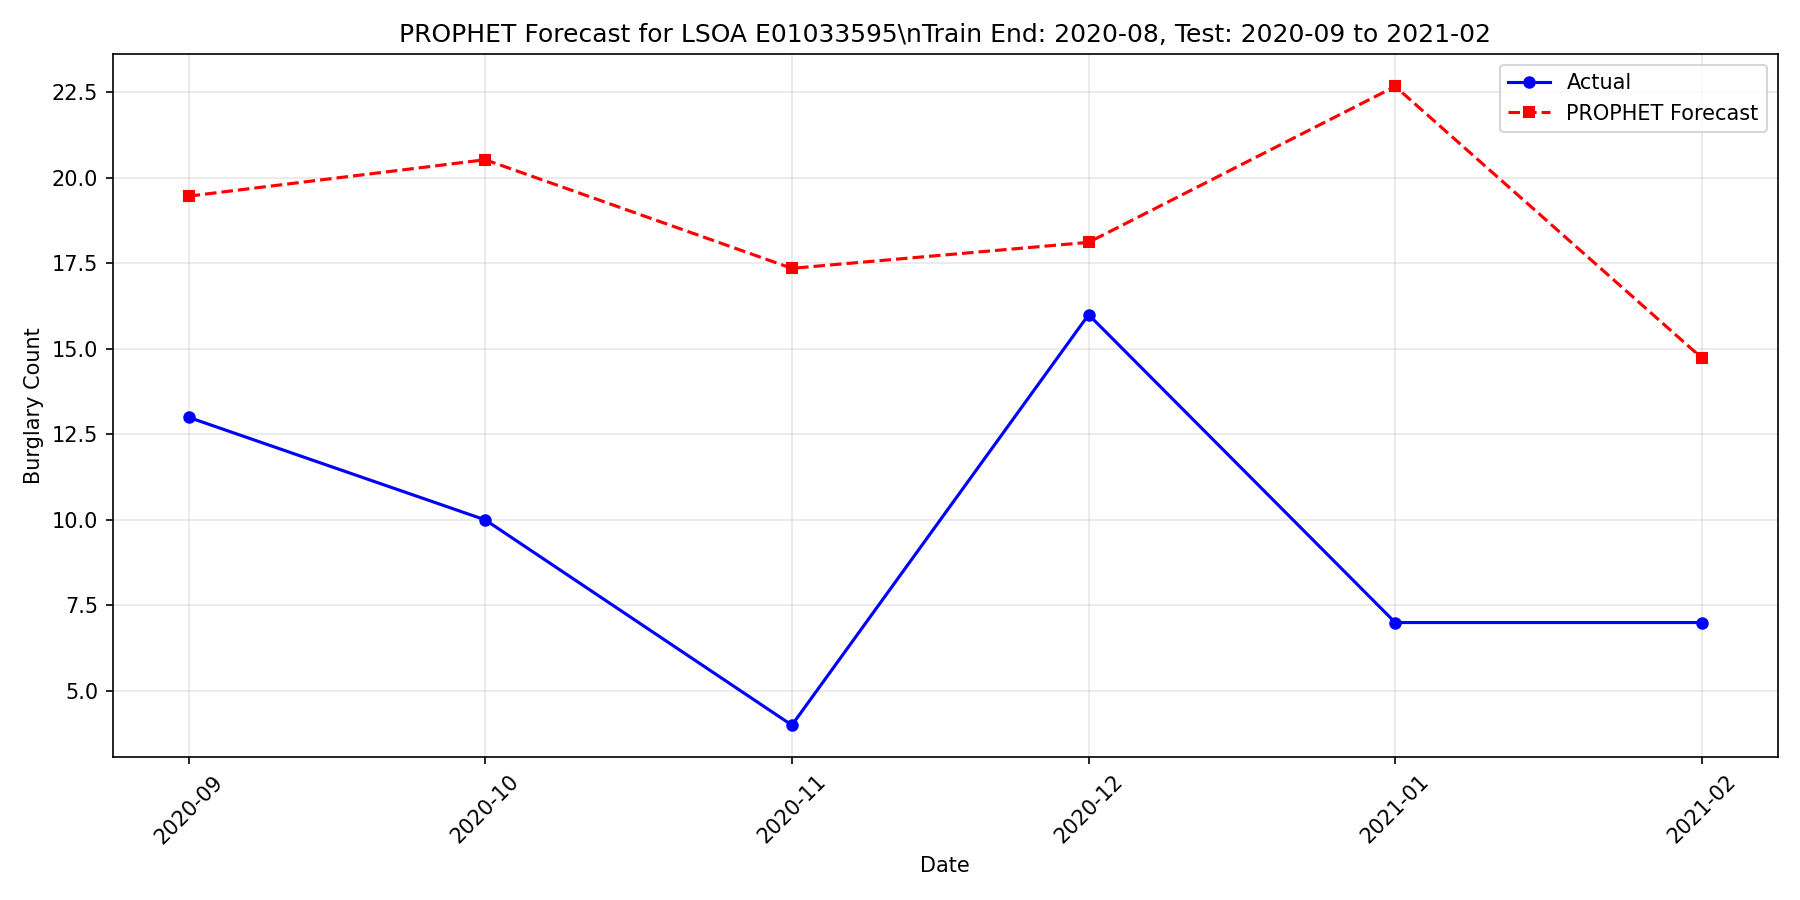 PROPHET Forecast for LSOA E01033595\nTrain End: 2020-08, Test: 2020-09 to 2021-02
Actual
PROPHET Forecast
Burglary Count
22.5
20.0
17.5
15.0
12.5
10.0
7.5
5.0
2020-09
2020-10
2020-11
2020-12
2021-01
2021-02
Date